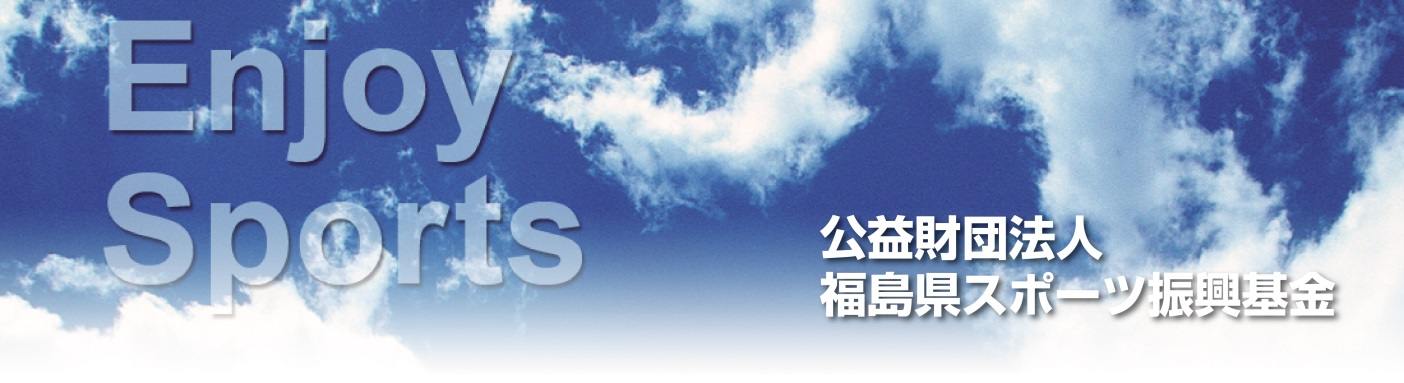 Enjoy
Sports
公益財団法人
福島県スポーツ振興基金